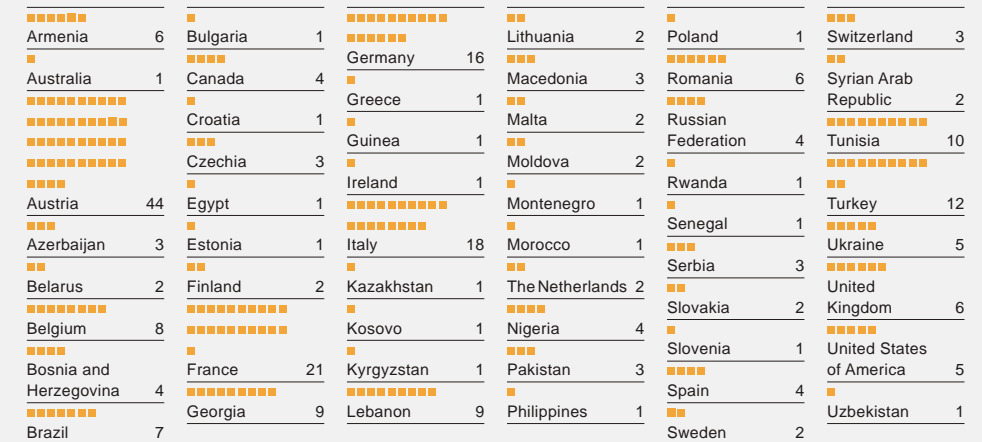 Armenia 6
Australia 1
Austria 44
Azerbaijan 3
Belarus 2
Belgium 8
Bosnia and
Herzegovina 4
Brazil 7
Bulgaria 1
Canada 4
Croatia 1
Czechia 3
Egypt 1
Estonia 1
Finland 2
France 21
Georgia 9
Germany 16
Greece 1
Guinea 1
Ireland 1
Italy 18
Kazakhstan 1
Kosovo 1
Kyrgyzstan 1
Lebanon 9
Lithuania 2
Macedonia 3
Malta 2
Moldova 2
Montenegro 1
Morocco 1
The Netherlands 2
Nigeria 4
Pakistan 3
Philippines 1
Poland 1
Romania 6
Russian
Federation 4
Rwanda 1
Senegal 1
Serbia 3
Slovakia 2
Slovenia 1
Spain 4
Sweden 2
Switzerland 3
Syrian Arab
Republic 2
Tunisia 10
Turkey 12
Ukraine 5
United
Kingdom 6
United States
of America 5
Uzbekistan 1